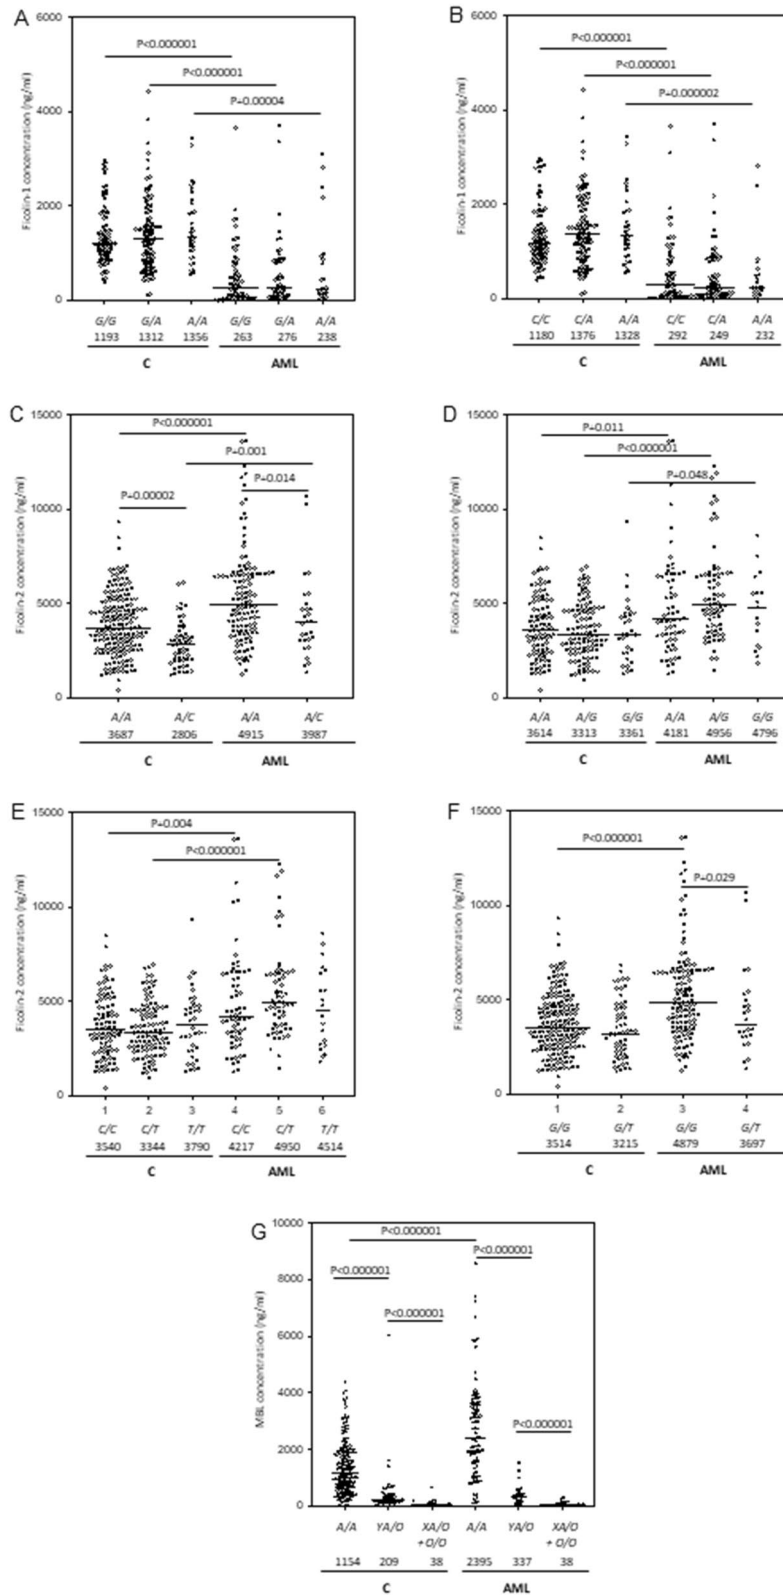 A
Ficolin-1 concentration (ng/ml)
6000
4000
2000
0
P<0.000001
P<0.000001
P=0.00004
G/G G/A A/A G/G G/A A/A
1193 1312 1356 263 276 238
C AML
B
Ficolin-1 concentration (ng/ml)
6000
4000
2000
0
P<0.000001
P<0.000001
P=0.000002
C/C C/A A/A C/C C/A A/A
1180 1376 1328 292 249 232
C AML
C
Ficolin-2 concentration (ng/ml)
15000
10000
5000
0
P<0.000001
P=0.001
P=0.00002
P=0.014
A/A A/C A/A A/C
3687 2806 4915 3987
C AML
D
Ficolin-2 concentration (ng/ml)
15000
10000
5000
0
P=0.011
P<0.000001
P=0.048
A/A A/G G/G A/A A/G G/G
3614 3313 3361 4181 4956 4796
C AML
E
Ficolin-2 concentration (ng/ml)
15000
10000
5000
0
P=0.004
P<0.000001
1 2 3 4 5 6
C/C C/T T/T C/C C/T T/T
3540 3344 3790 4217 4950 4514
C AML
F
Ficolin-2 concentration (ng/ml)
15000
10000
5000
0
P<0.000001
P=0.029
1 2 3 4
G/G G/T G/G G/T
3514 3215 4879 3697
C AML
G
MBL concentration (ng/ml)
10000
8000
6000
4000
2000
0
P<0.000001
P<0.000001
P<0.000001
P<0.000001
P<0.000001
A/A YA/O XA/O A/A YA/O XA/O
+ O/O + O/O
1154 209 38 2395 337 38
C AML